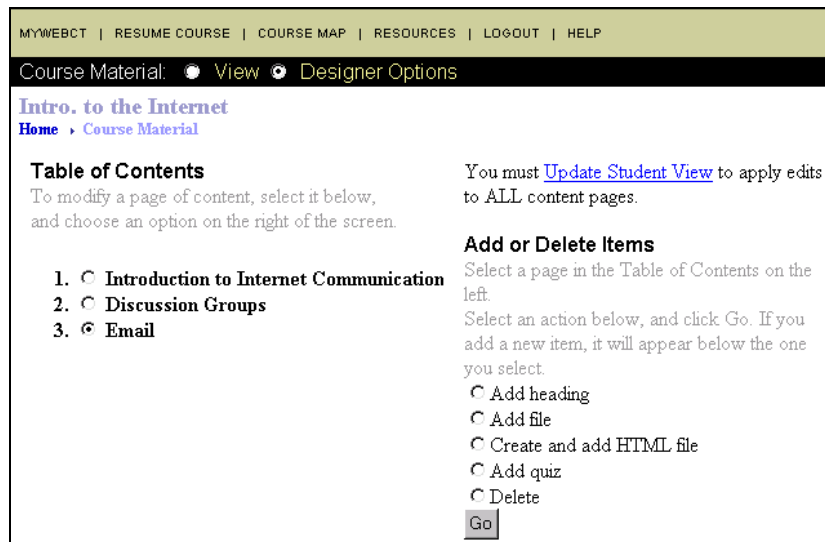 MYWEBCT | RESUME COURSE | COURSE MAP | RESOURCES | LOGOUT | HELP
Course Material: View Designer Options
Intro. to the Internet
Home › Course Material
Table of Contents
To modify a page of content, select it below,
and choose an option on the right of the screen.
1. Introduction to Internet Communication
2. Discussion Groups
3. Email
You must Update Student View to apply edits
to ALL content pages.
Add or Delete Items
Select a page in the Table of Contents on the
left.
Select an action below, and click Go. If you
add a new item, it will appear below the one
you select.
Add heading
Add file
Create and add HTML file
Add quiz
Delete
Go